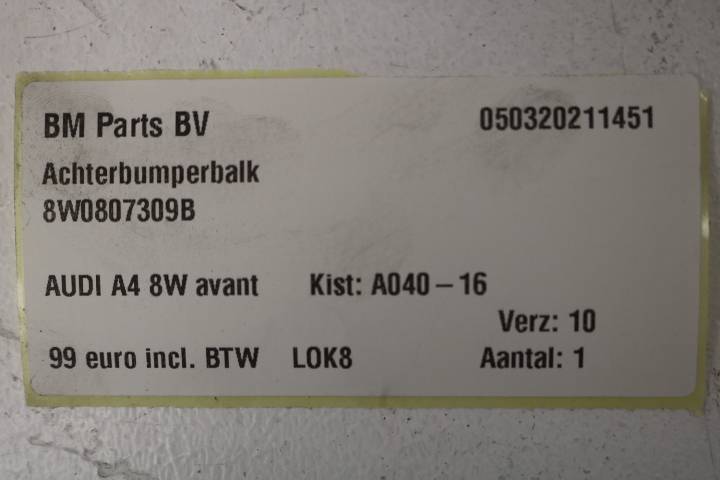 BM Parts BV 050320211451
Achterbumperbalk
8W0807309B
AUDI A4 8W avant Kist: A040 – 16
Verz: 10
99 euro incl. BTW LOK8 Aantal: 1